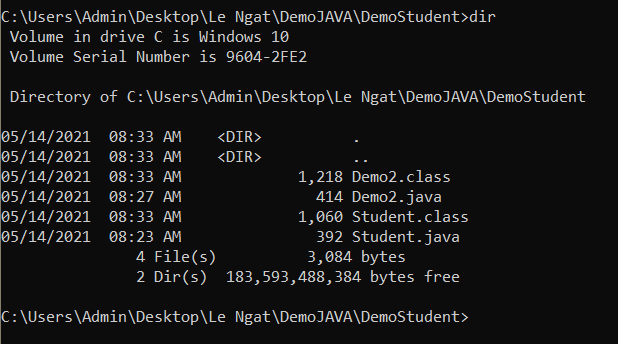 C:\Users\Admin\Desktop\Le Ngat\DemoJAVA\DemoStudent>dir
 Volume in drive C is Windows 10
 Volume Serial Number is 9604-2FE2

 Directory of C:\Users\Admin\Desktop\Le Ngat\DemoJAVA\DemoStudent

05/14/2021  08:33 AM    <DIR>          .
05/14/2021  08:33 AM    <DIR>          ..
05/14/2021  08:33 AM             1,218 Demo2.class
05/14/2021  08:27 AM               414 Demo2.java
05/14/2021  08:33 AM             1,060 Student.class
05/14/2021  08:23 AM               392 Student.java
               4 File(s)          3,084 bytes
               2 Dir(s)  183,593,488,384 bytes free

C:\Users\Admin\Desktop\Le Ngat\DemoJAVA\DemoStudent>